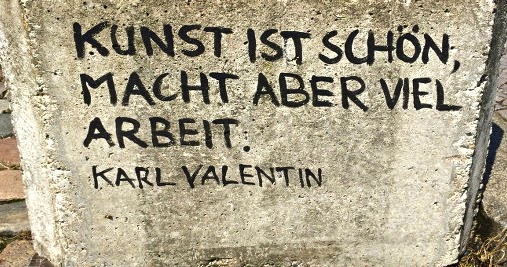 KUNST IST SCHÖN,
MACHT ABER VIEL
ARBEIT.
KARL VALENTIN